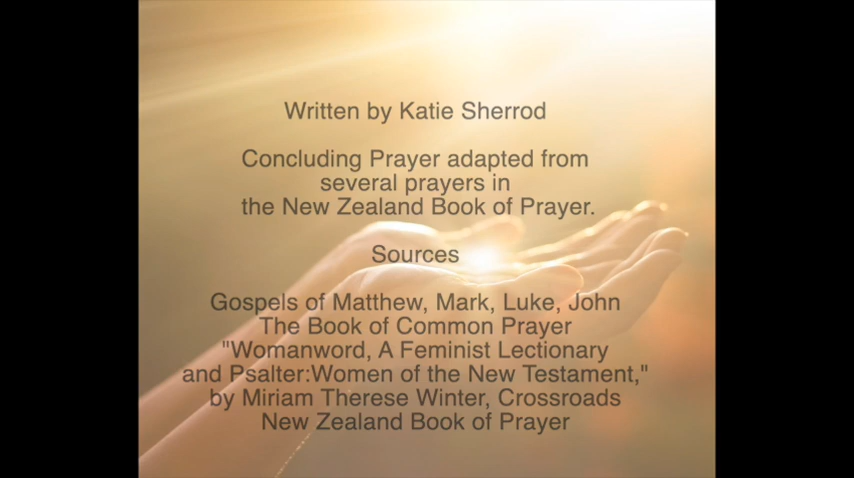 Written by Katie Sherrod
Concluding Prayer adapted from
several prayers in
the New Zealand Book of Prayer.
Sources
Gospels of Matthew, Mark, Luke, John
The Book of Common Prayer
"Womanword, A Feminist Lectionary
and Psalter:Women of the New Testament,"
by Miriam Therese Winter, Crossroads
New Zealand Book of Prayer